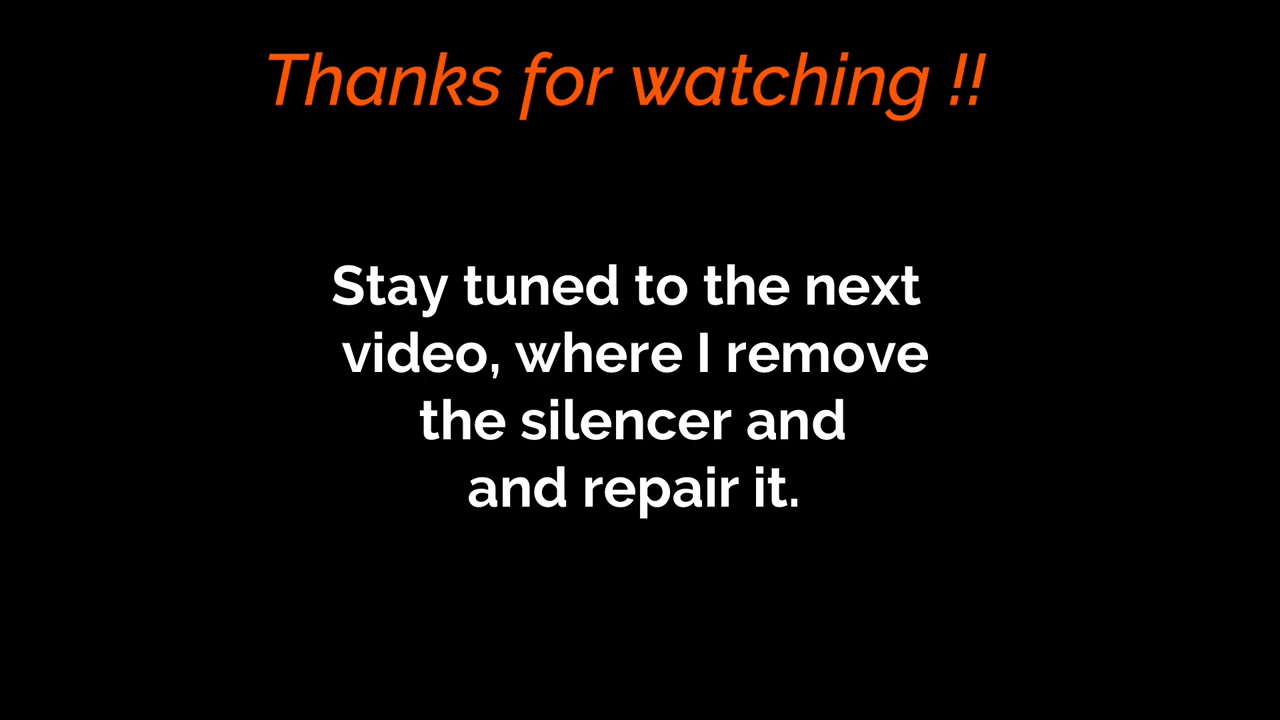 Thanks for watching !!
Stay tuned to the next
video, where I remove
the silencer and
and repair it.